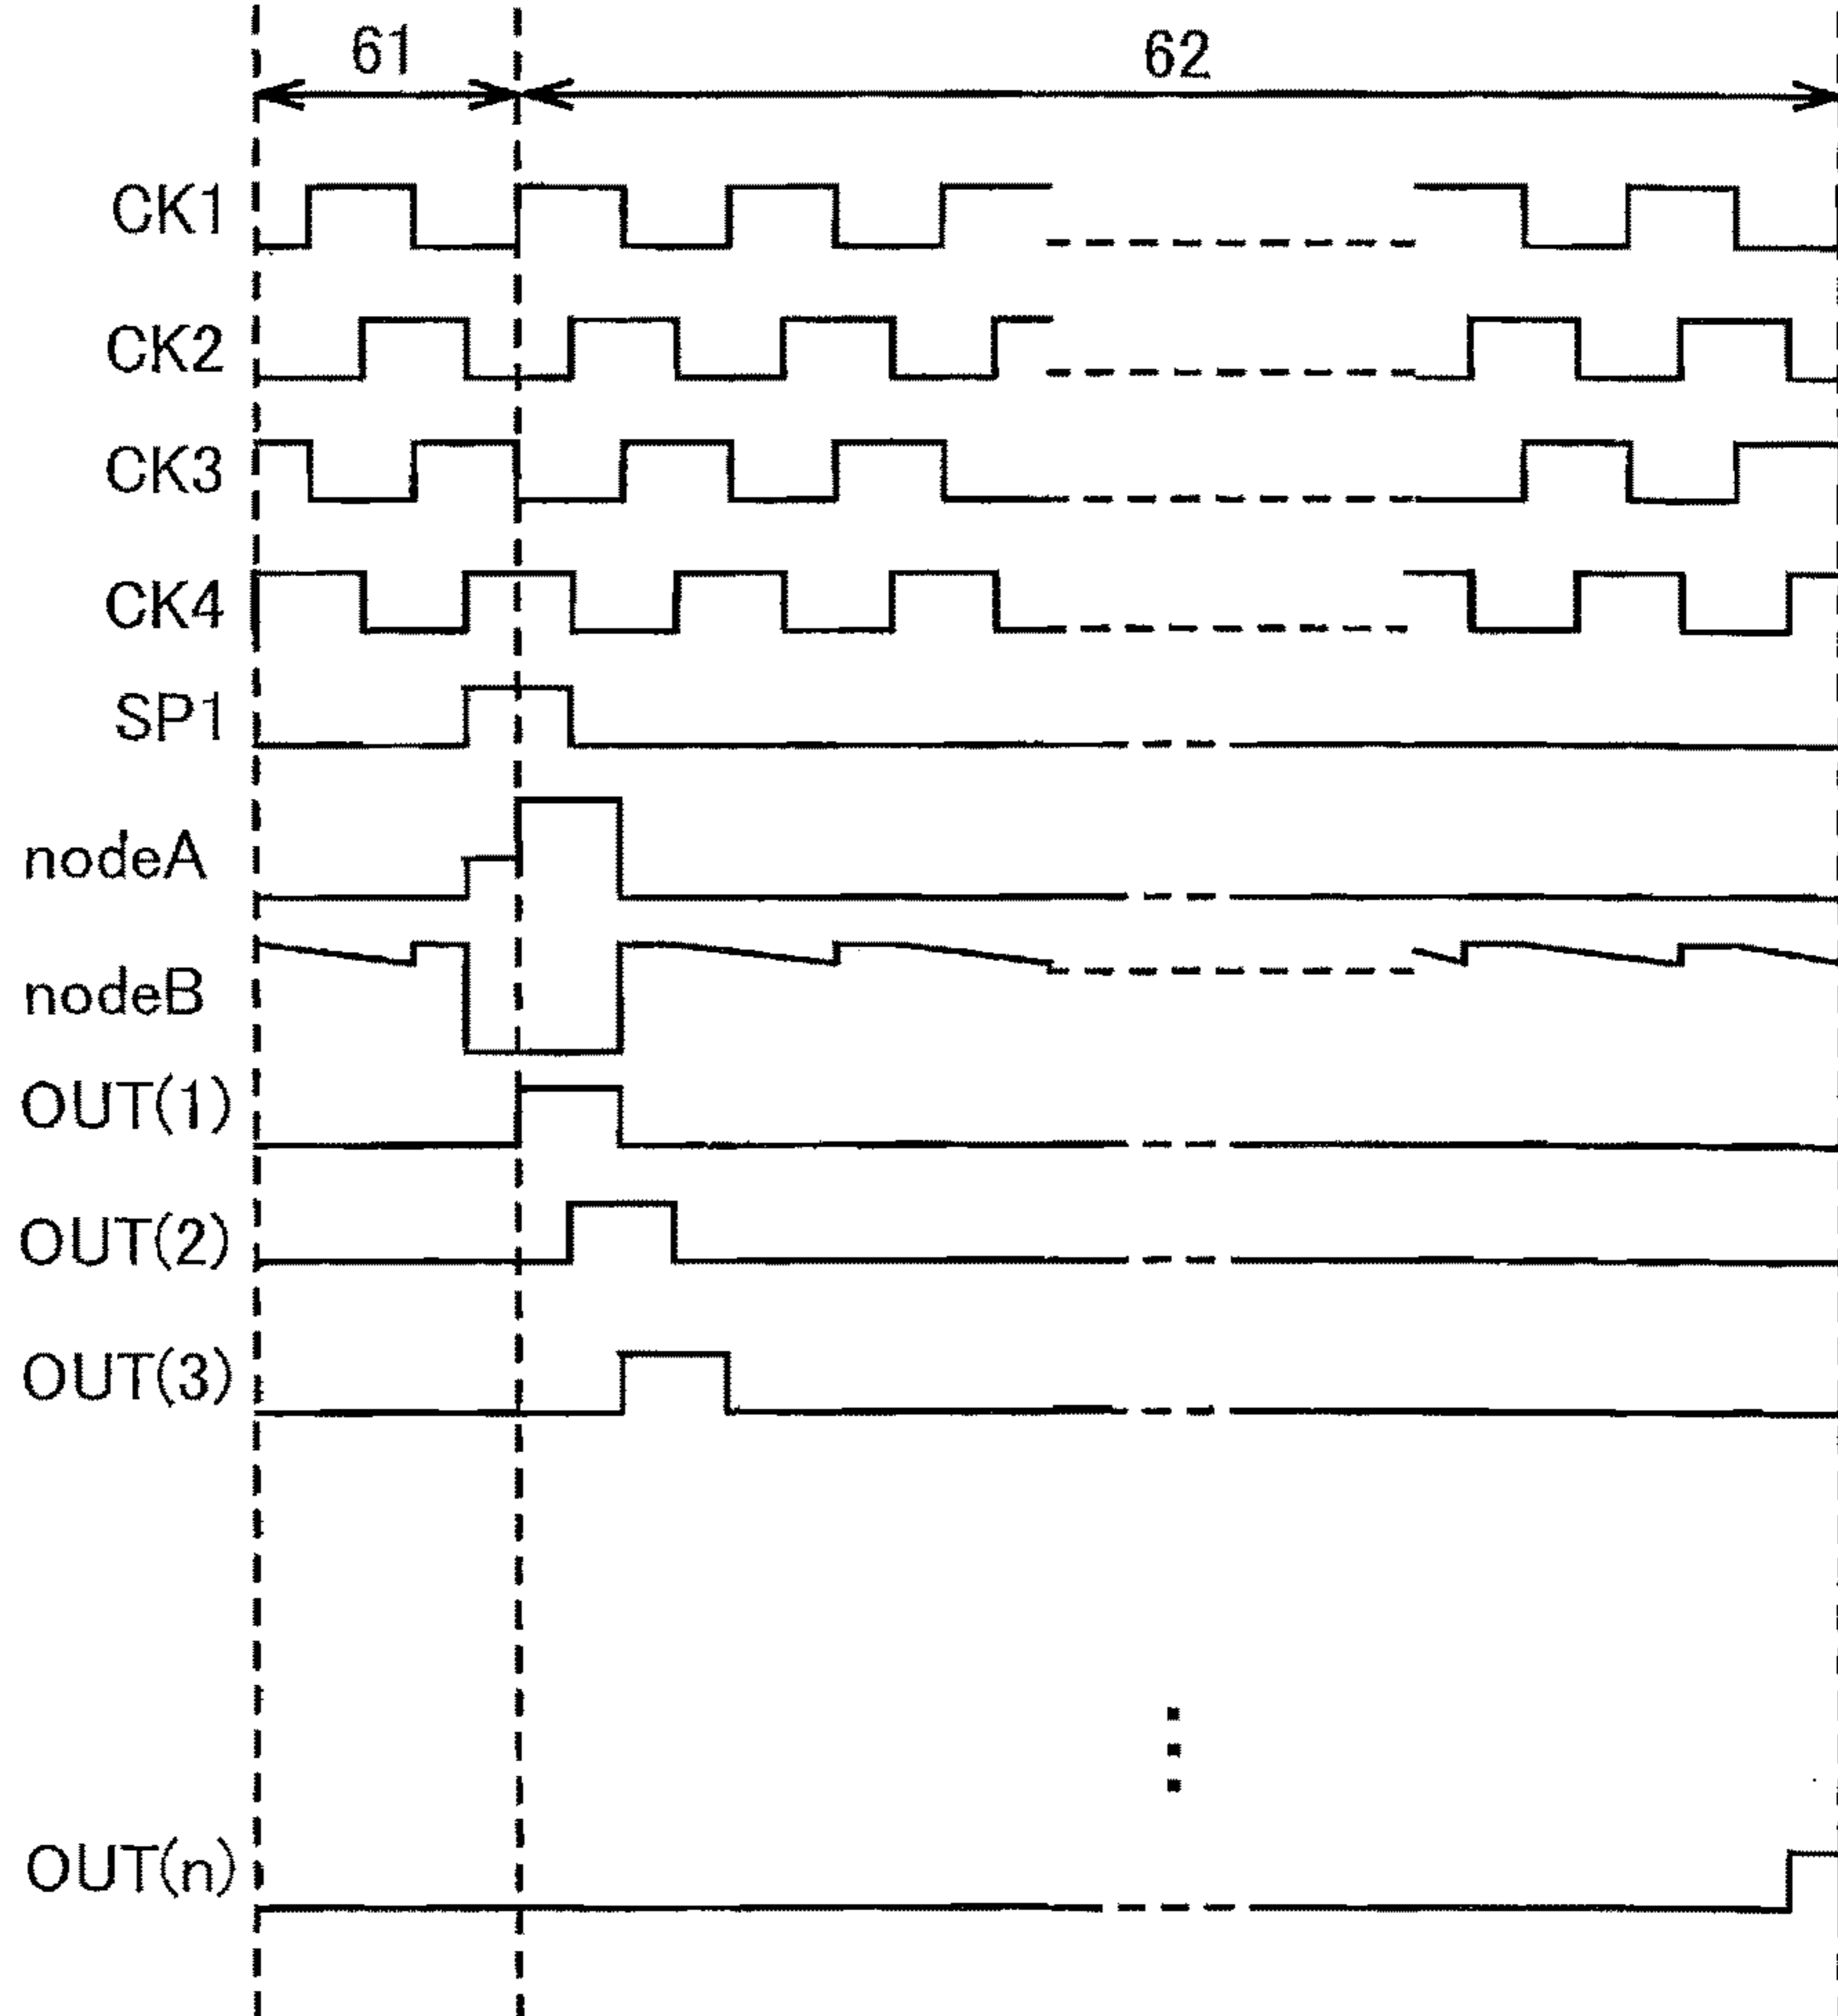 61 62
CK1
CK2
CK3
CK4
SP1
nodeA
nodeB
OUT(1)
OUT(2)
OUT(3)
OUT(n)